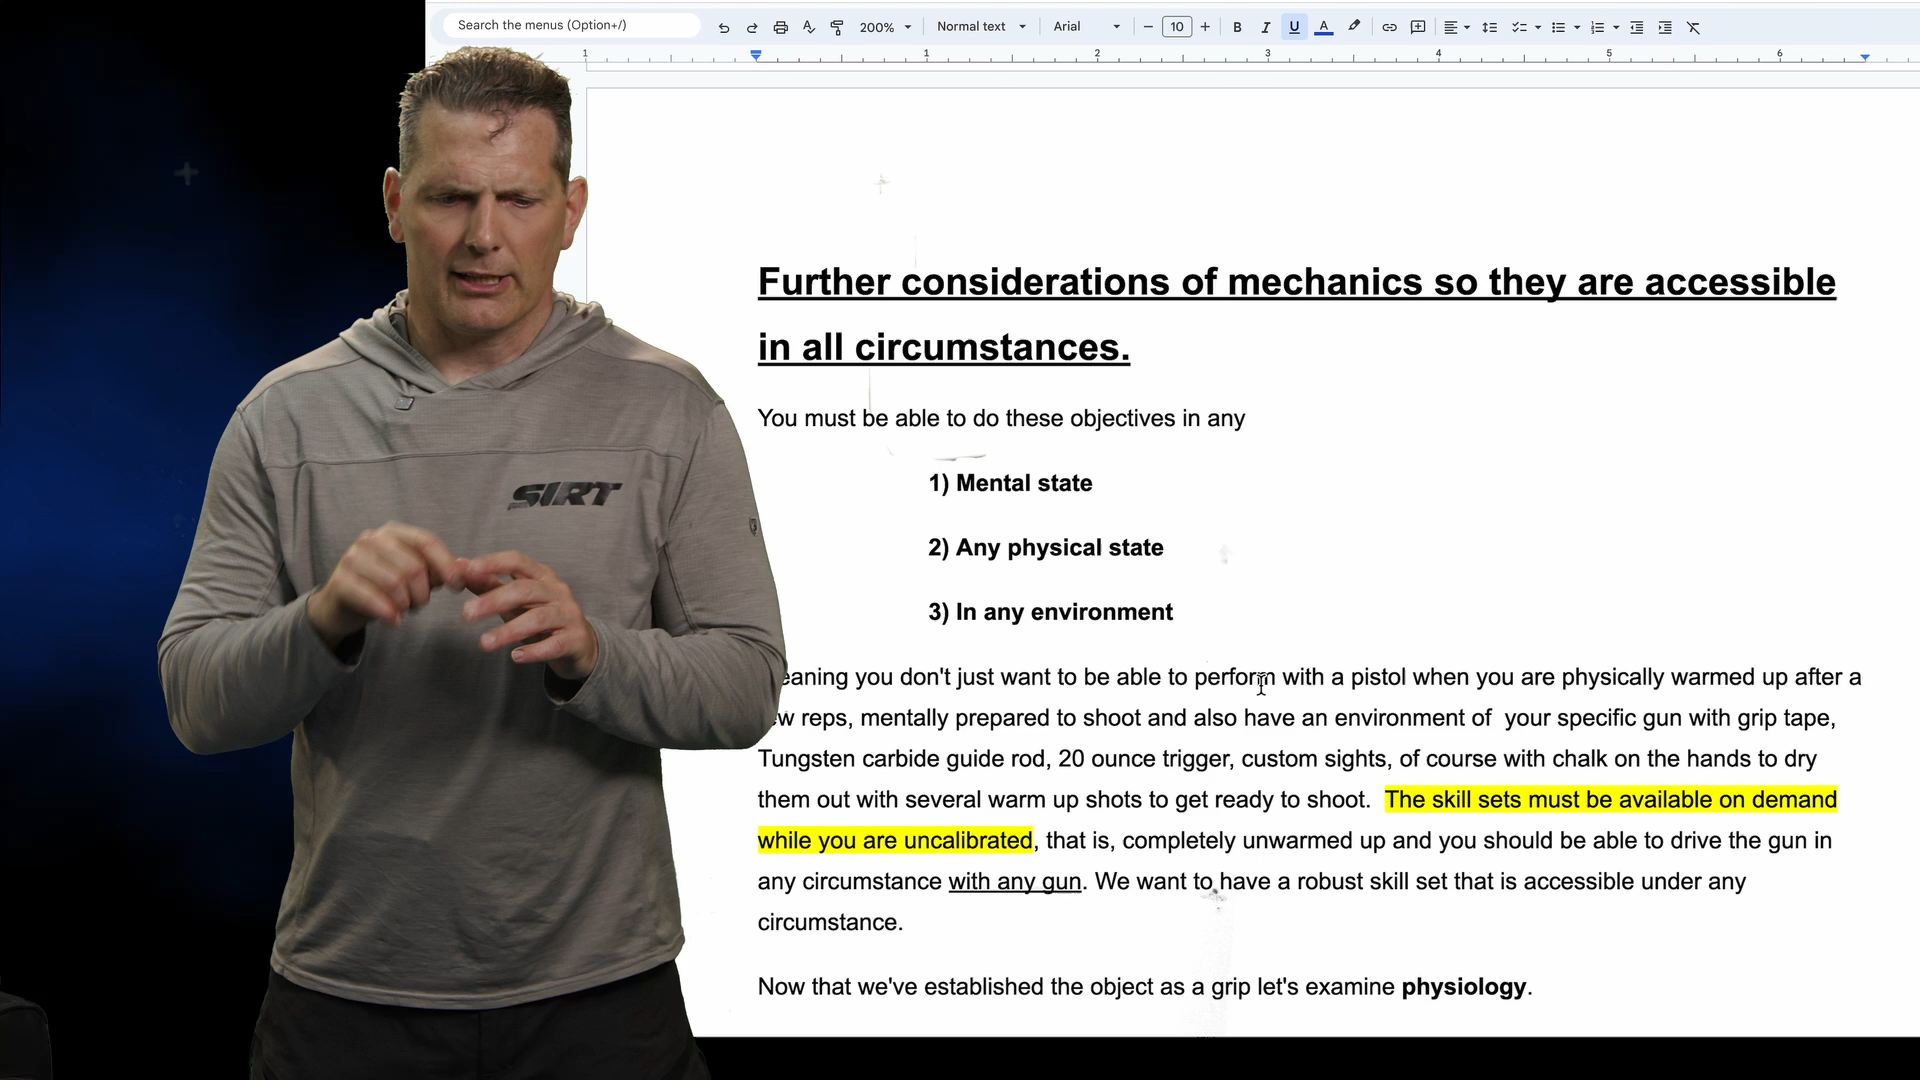 Search the menus (Option+/)
200%
Normal text
Arial
10
B
I
U
A
1
1
2
3
4
5
6
Further considerations of mechanics so they are accessible
in all circumstances.
You must be able to do these objectives in any
1) Mental state
SIRT
2) Any physical state
3) In any environment
eaning you don't just want to be able to perform with a pistol when you are physically warmed up after a
w reps, mentally prepared to shoot and also have an environment of  your specific gun with grip tape,
Tungsten carbide guide rod, 20 ounce trigger, custom sights, of course with chalk on the hands to dry
them out with several warm up shots to get ready to shoot.  The skill sets must be available on demand
while you are uncalibrated, that is, completely unwarmed up and you should be able to drive the gun in
any circumstance with any gun. We want to have a robust skill set that is accessible under any
circumstance.
Now that we've established the object as a grip let's examine physiology.